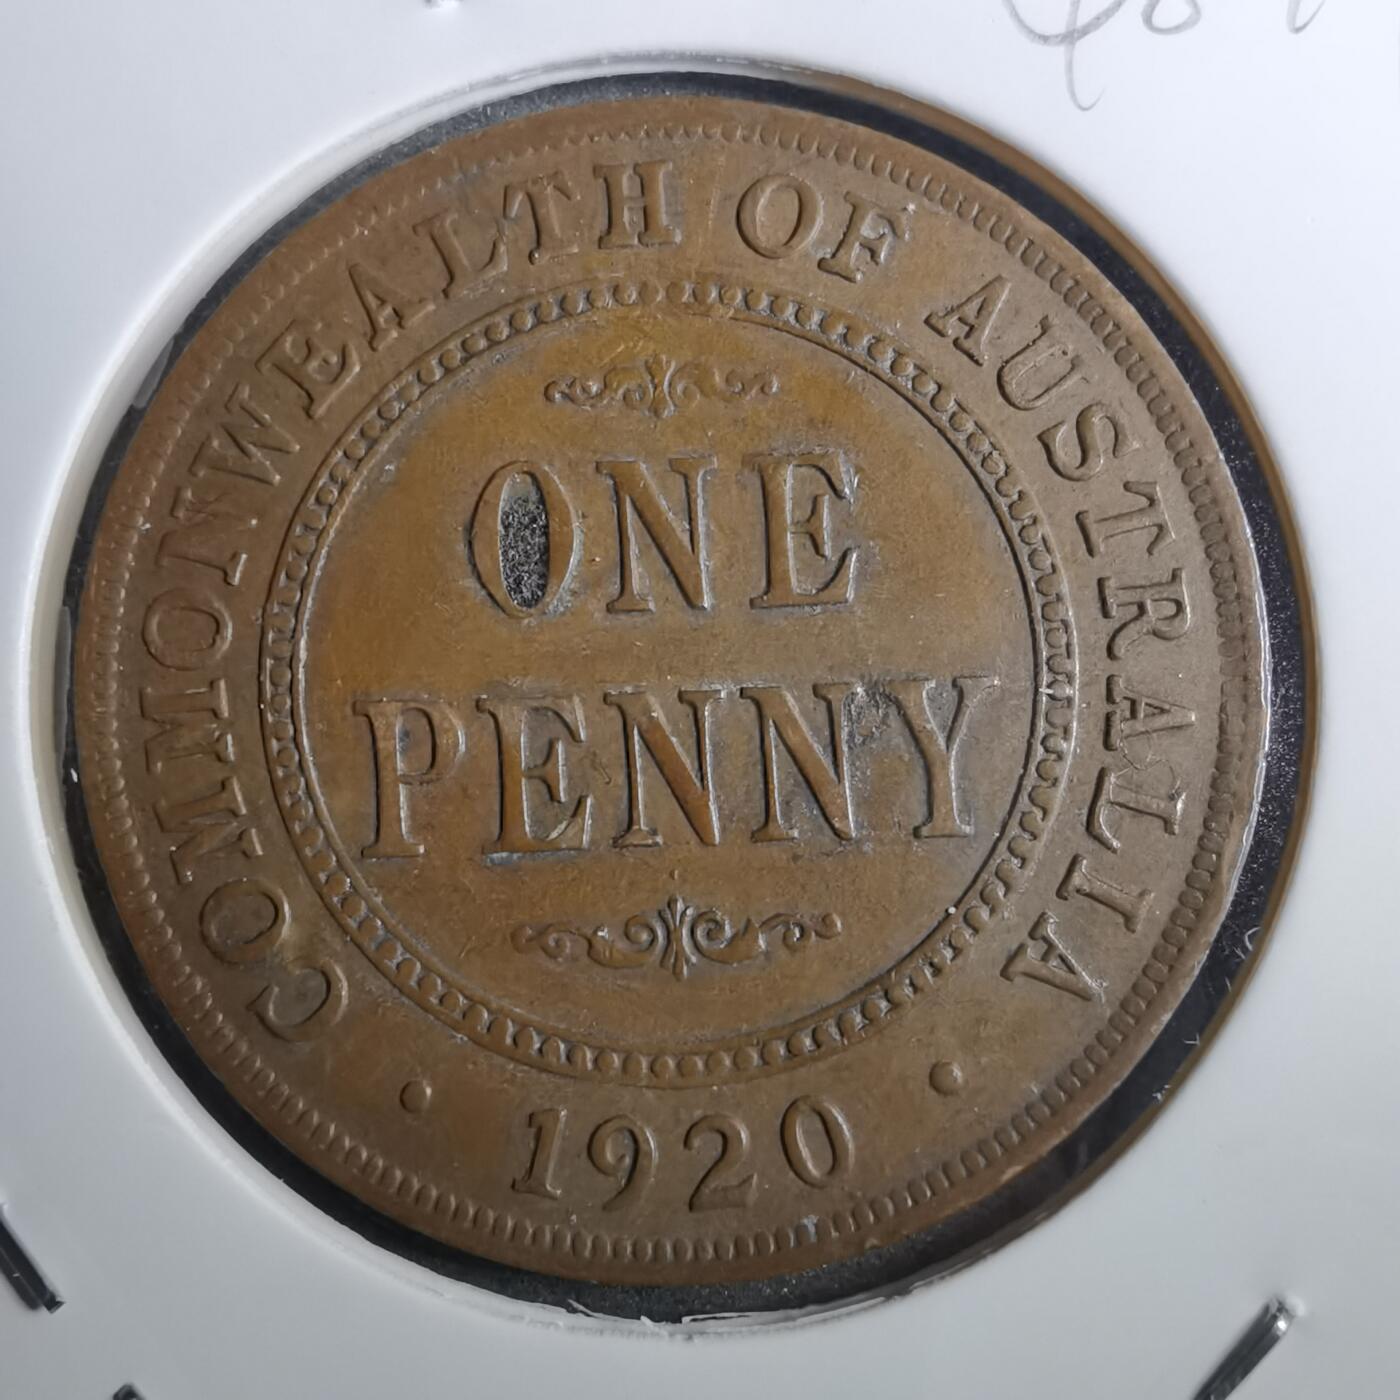 COMMONWEALTH OF AUSTRALIA
ONE
PENNY
1920